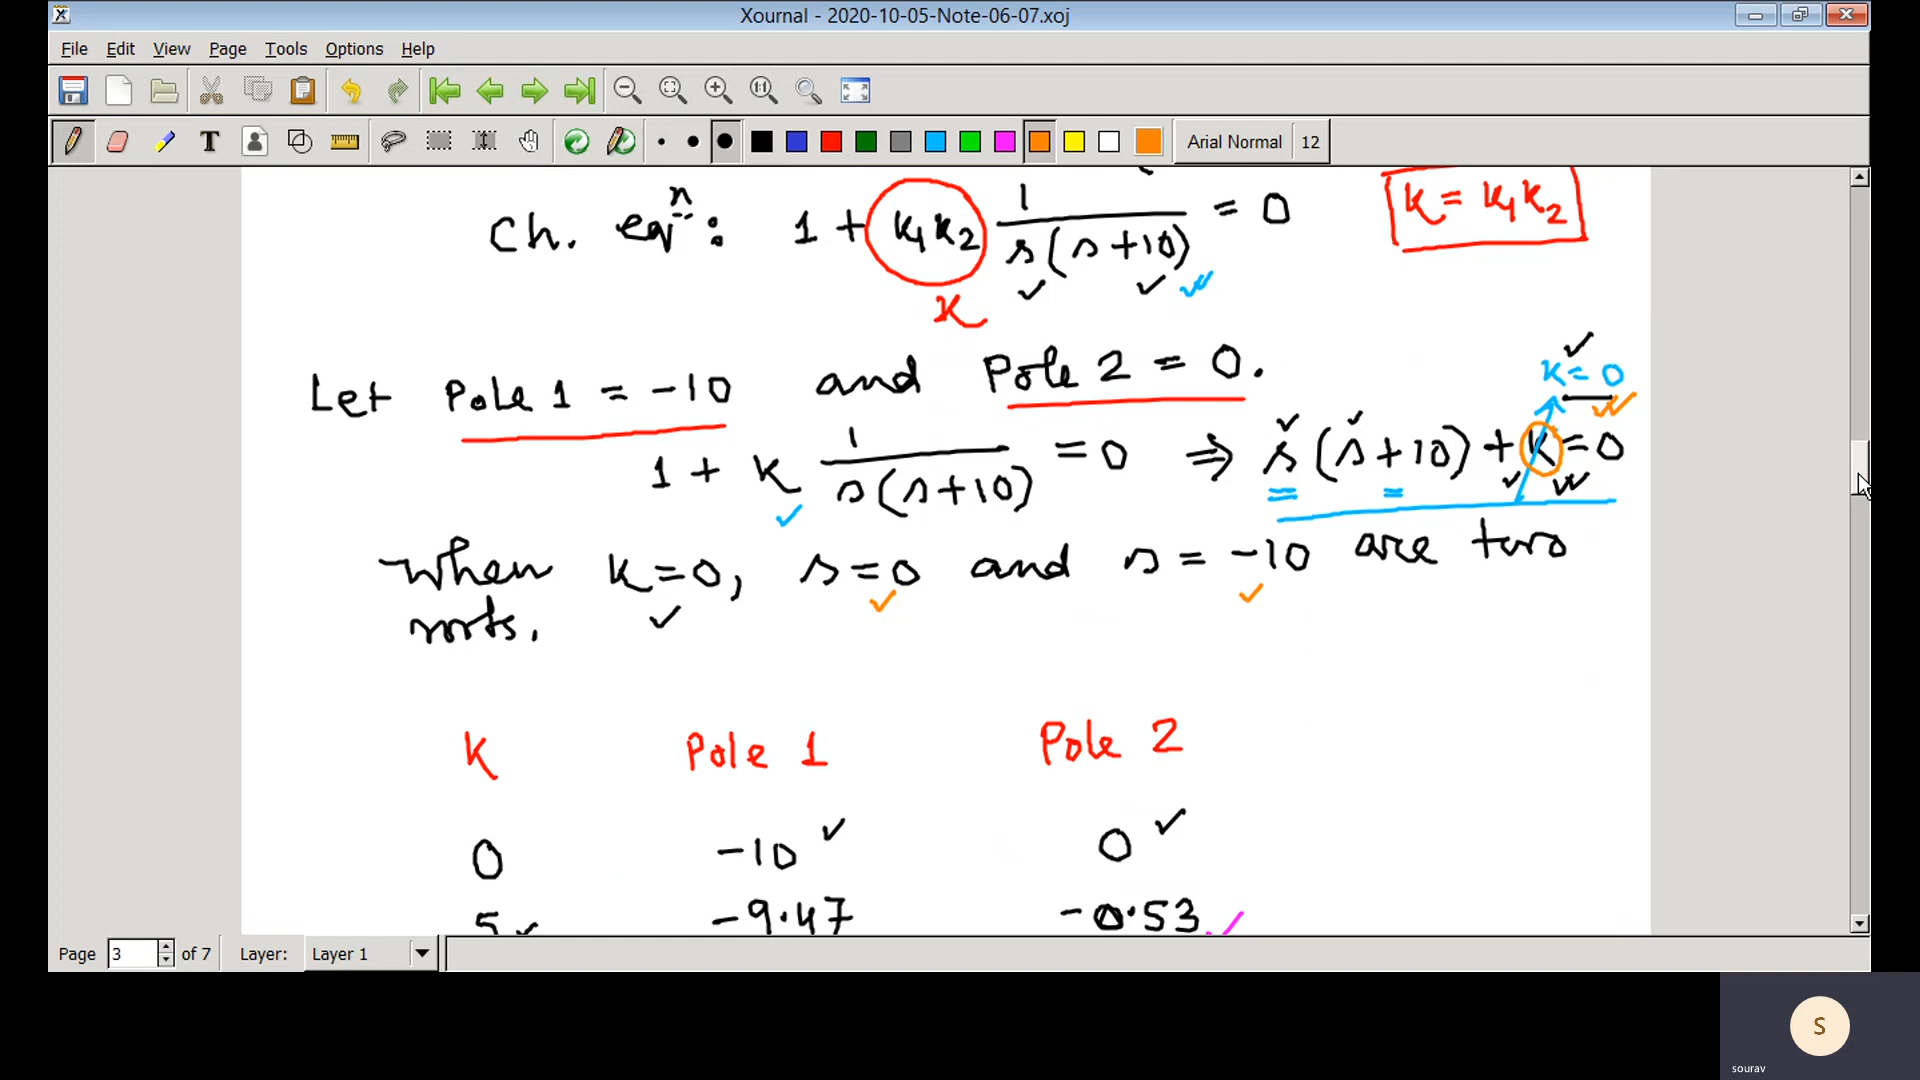 Xournal - 2020-10-05-Note-06-07.xoj
File Edit View Page Tools Options Help
Arial Normal 12
Ch. eqⁿ: 1 + K₁K₂ 1/(s(s+10)) = 0
K = K₁K₂
K
Let Pole 1 = -10 and Pole 2 = 0.
K = 0
1 + K 1/(s(s+10)) = 0 ⇒ s(s+10) + K = 0
When K=0, s=0 and s = -10 are two
roots.
K Pole 1 Pole 2
0 -10 0
5 -9.47 -0.53
Page 3 of 7 Layer: Layer 1
S
sourav